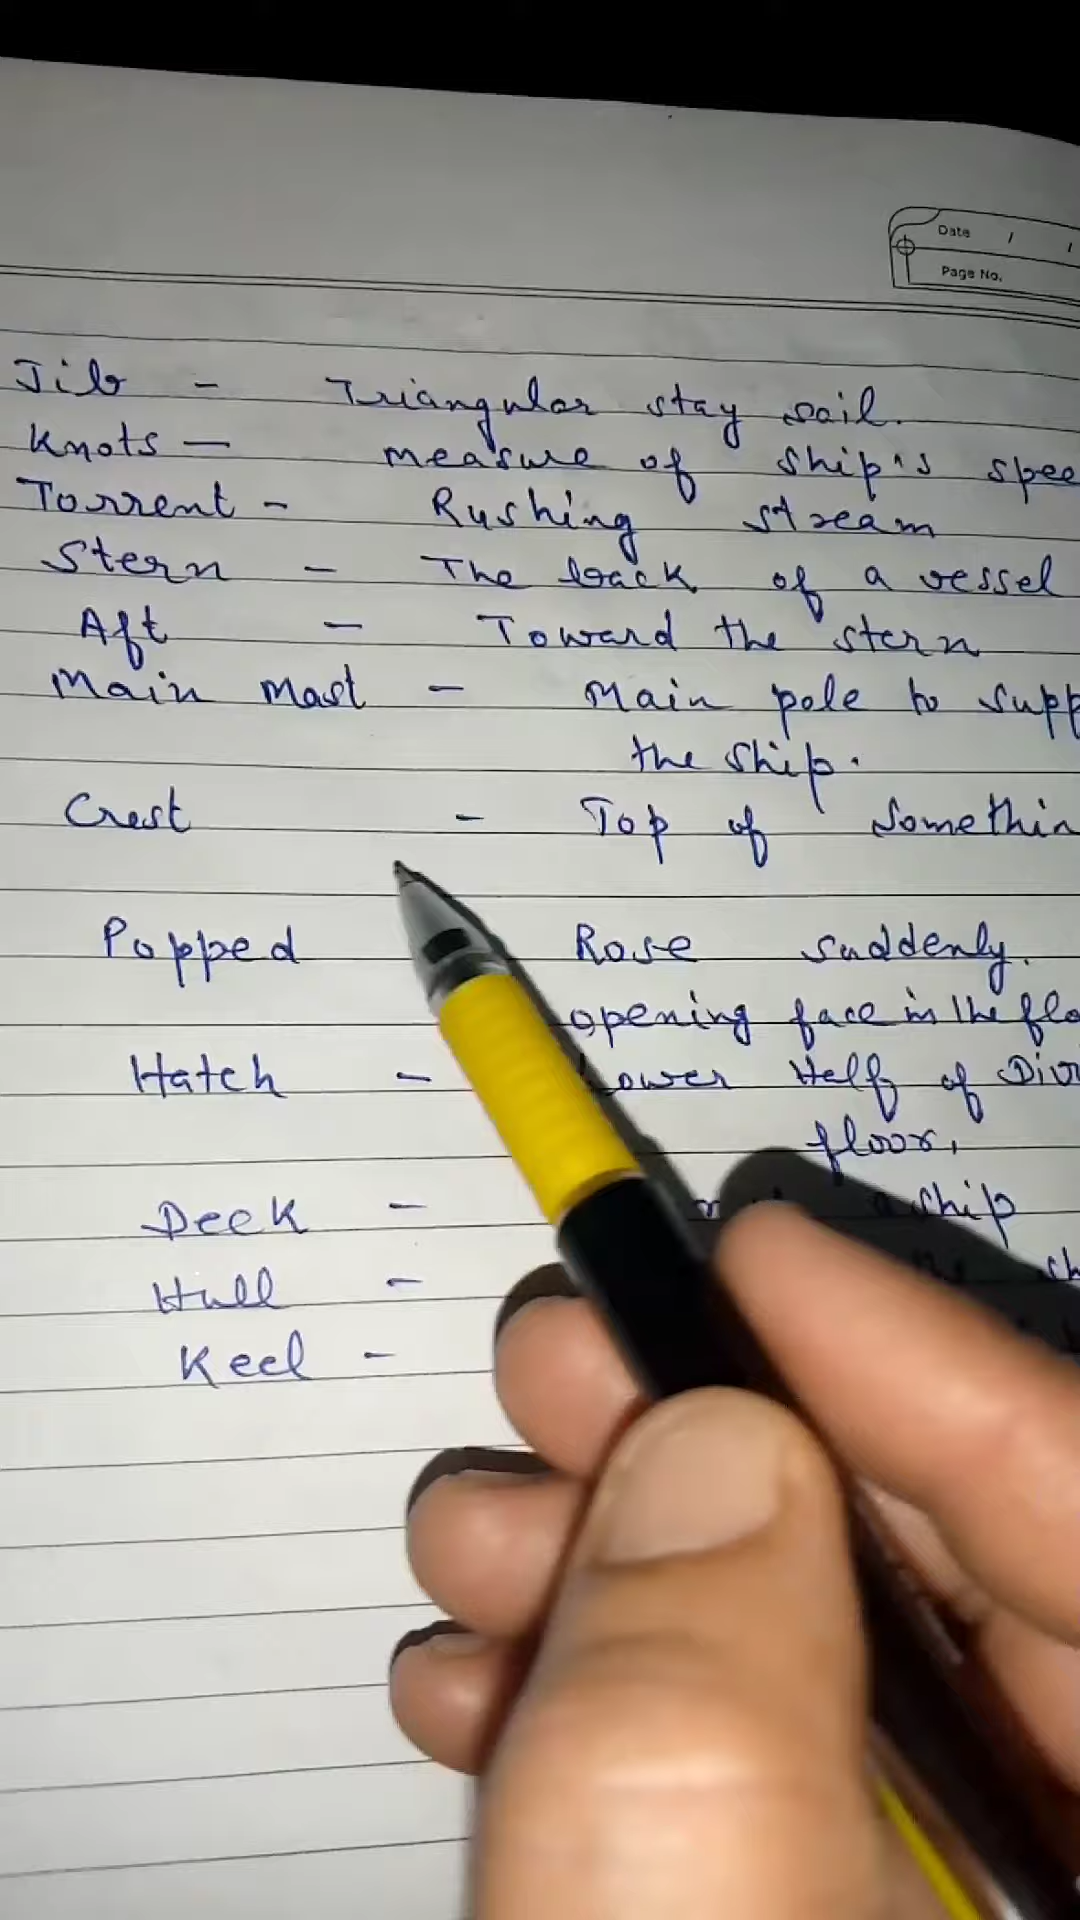 Date / /
Page No.
Jib - Triangular stay sail.
Knots — measure of ship's spee
Torrent - Rushing stream
Stern - The back of a vessel
Aft - Toward the stern
Main Mast - Main pole to supp
the ship.
Crest - Top of Somethin
Popped Rose suddenly.
opening face in the flo
Hatch - Lower Half of Divi
floor,
Deck - a ship
Hull -
Keel -